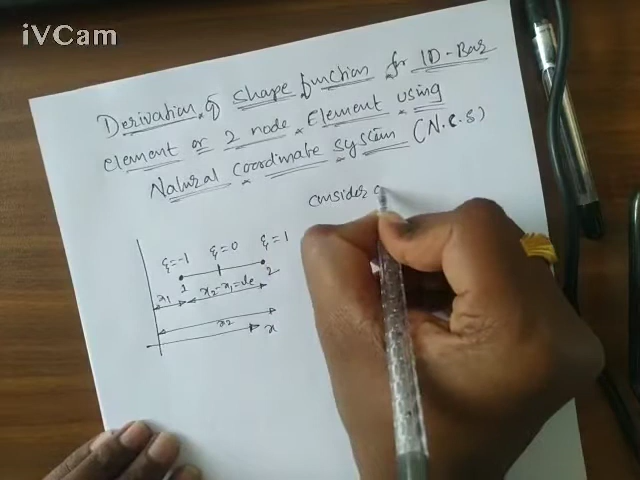 iVCam
Derivation of shape function for 1D-Bar
element or 2 node Element using
Natural coordinate system (N.C.S)
consider a
ξ=-1 ξ=0 ξ=1
1 2
x1 x2-x1=le
x2
x